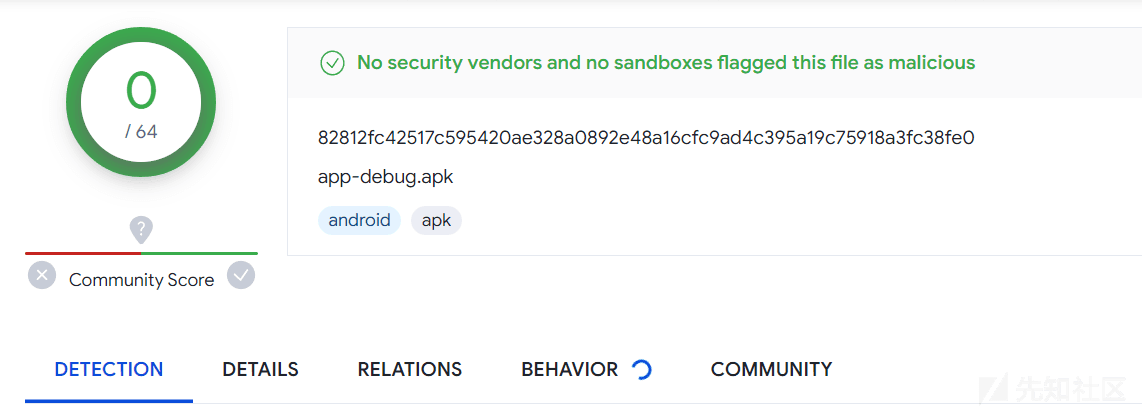 0
/ 64
No security vendors and no sandboxes flagged this file as malicious
82812fc42517c595420ae328a0892e48a16cfc9ad4c395a19c75918a3fc38fe0
app-debug.apk
android apk
?
Community Score
DETECTION DETAILS RELATIONS BEHAVIOR COMMUNITY
先知社区